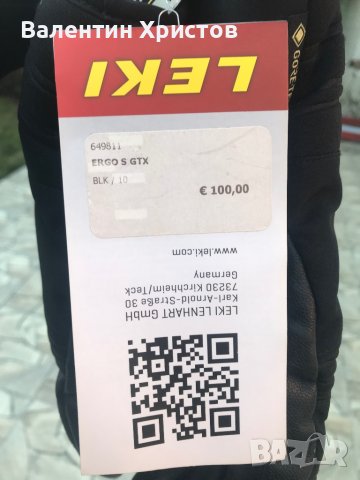 Валентин Христов
LEKI
GORE-T
649811
ERGO S GTX
BLK / 10
€ 100,00
www.leki.com
LEKI LENHART GmbH
Karl-Arnold-Straße 30
73230 Kirchheim/Teck
Germany
BAZAR